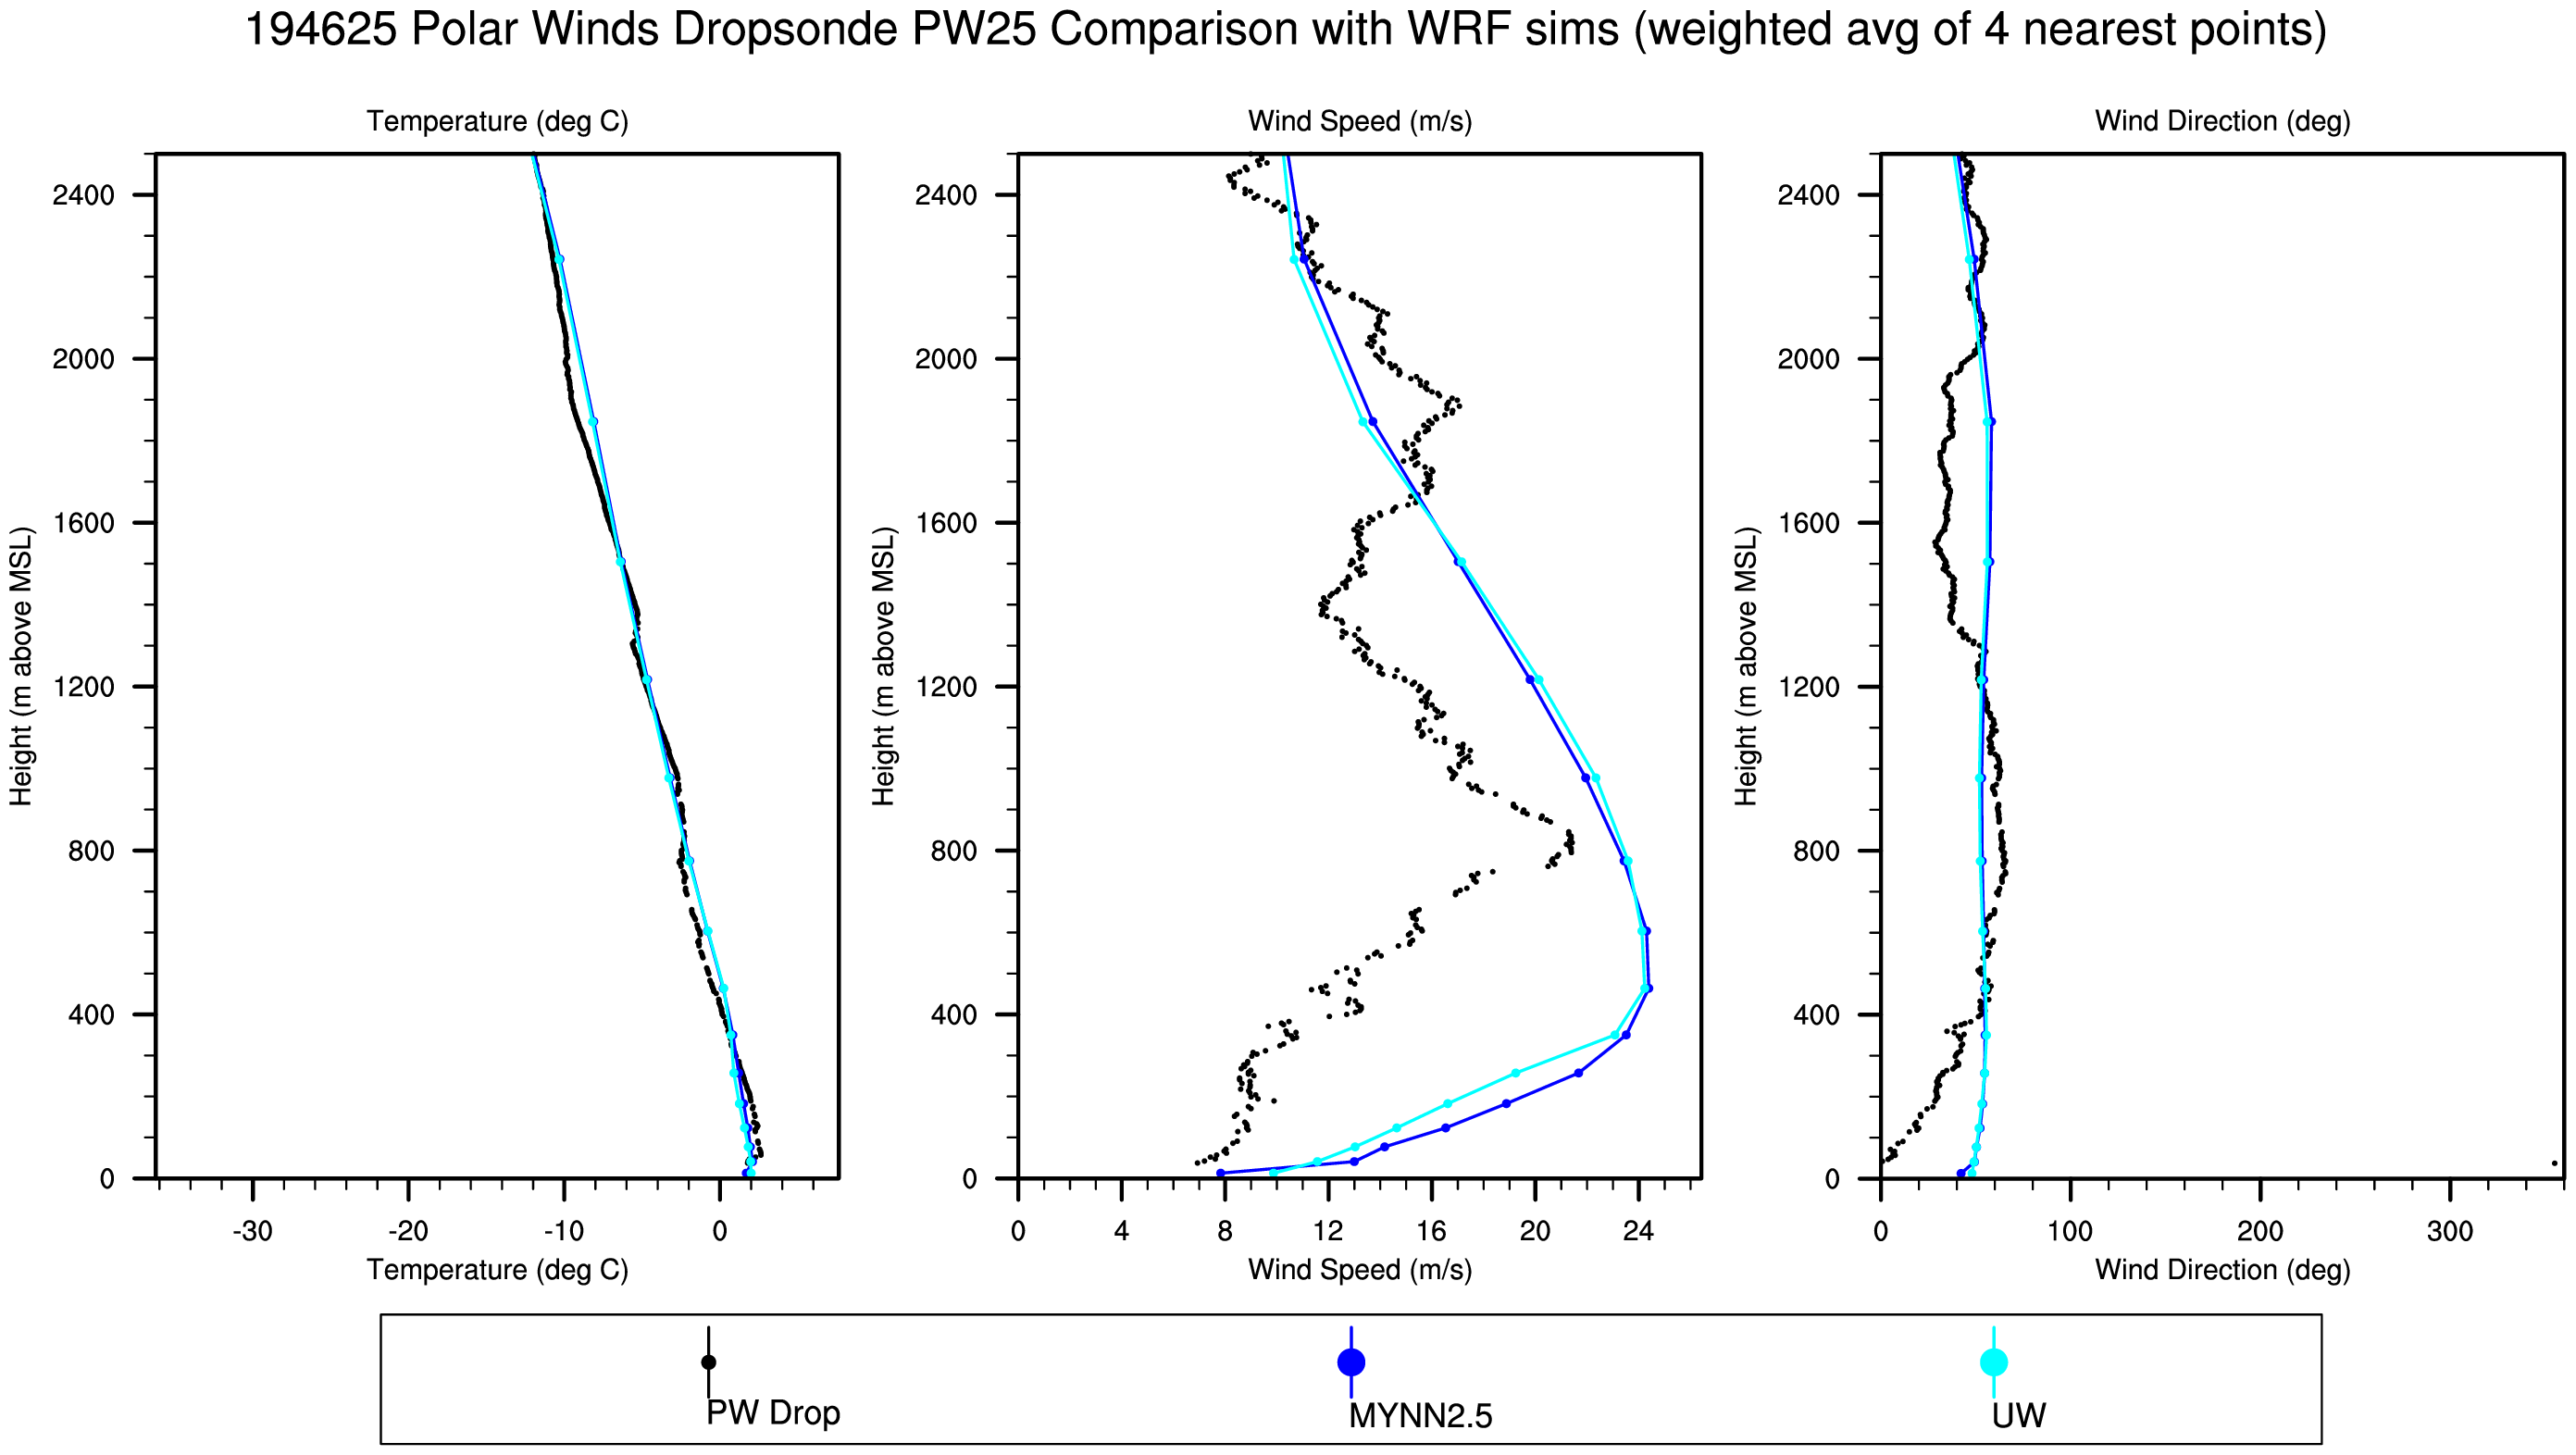 194625 Polar Winds Dropsonde PW25 Comparison with WRF sims (weighted avg of 4 nearest points)
Temperature (deg C)
Wind Speed (m/s)
Wind Direction (deg)
Height (m above MSL)
2400
2000
1600
1200
800
400
0
-30
-20
-10
0
Temperature (deg C)
Height (m above MSL)
2400
2000
1600
1200
800
400
0
0
4
8
12
16
20
24
Wind Speed (m/s)
Height (m above MSL)
2400
2000
1600
1200
800
400
0
0
100
200
300
Wind Direction (deg)
PW Drop
MYNN2.5
UW